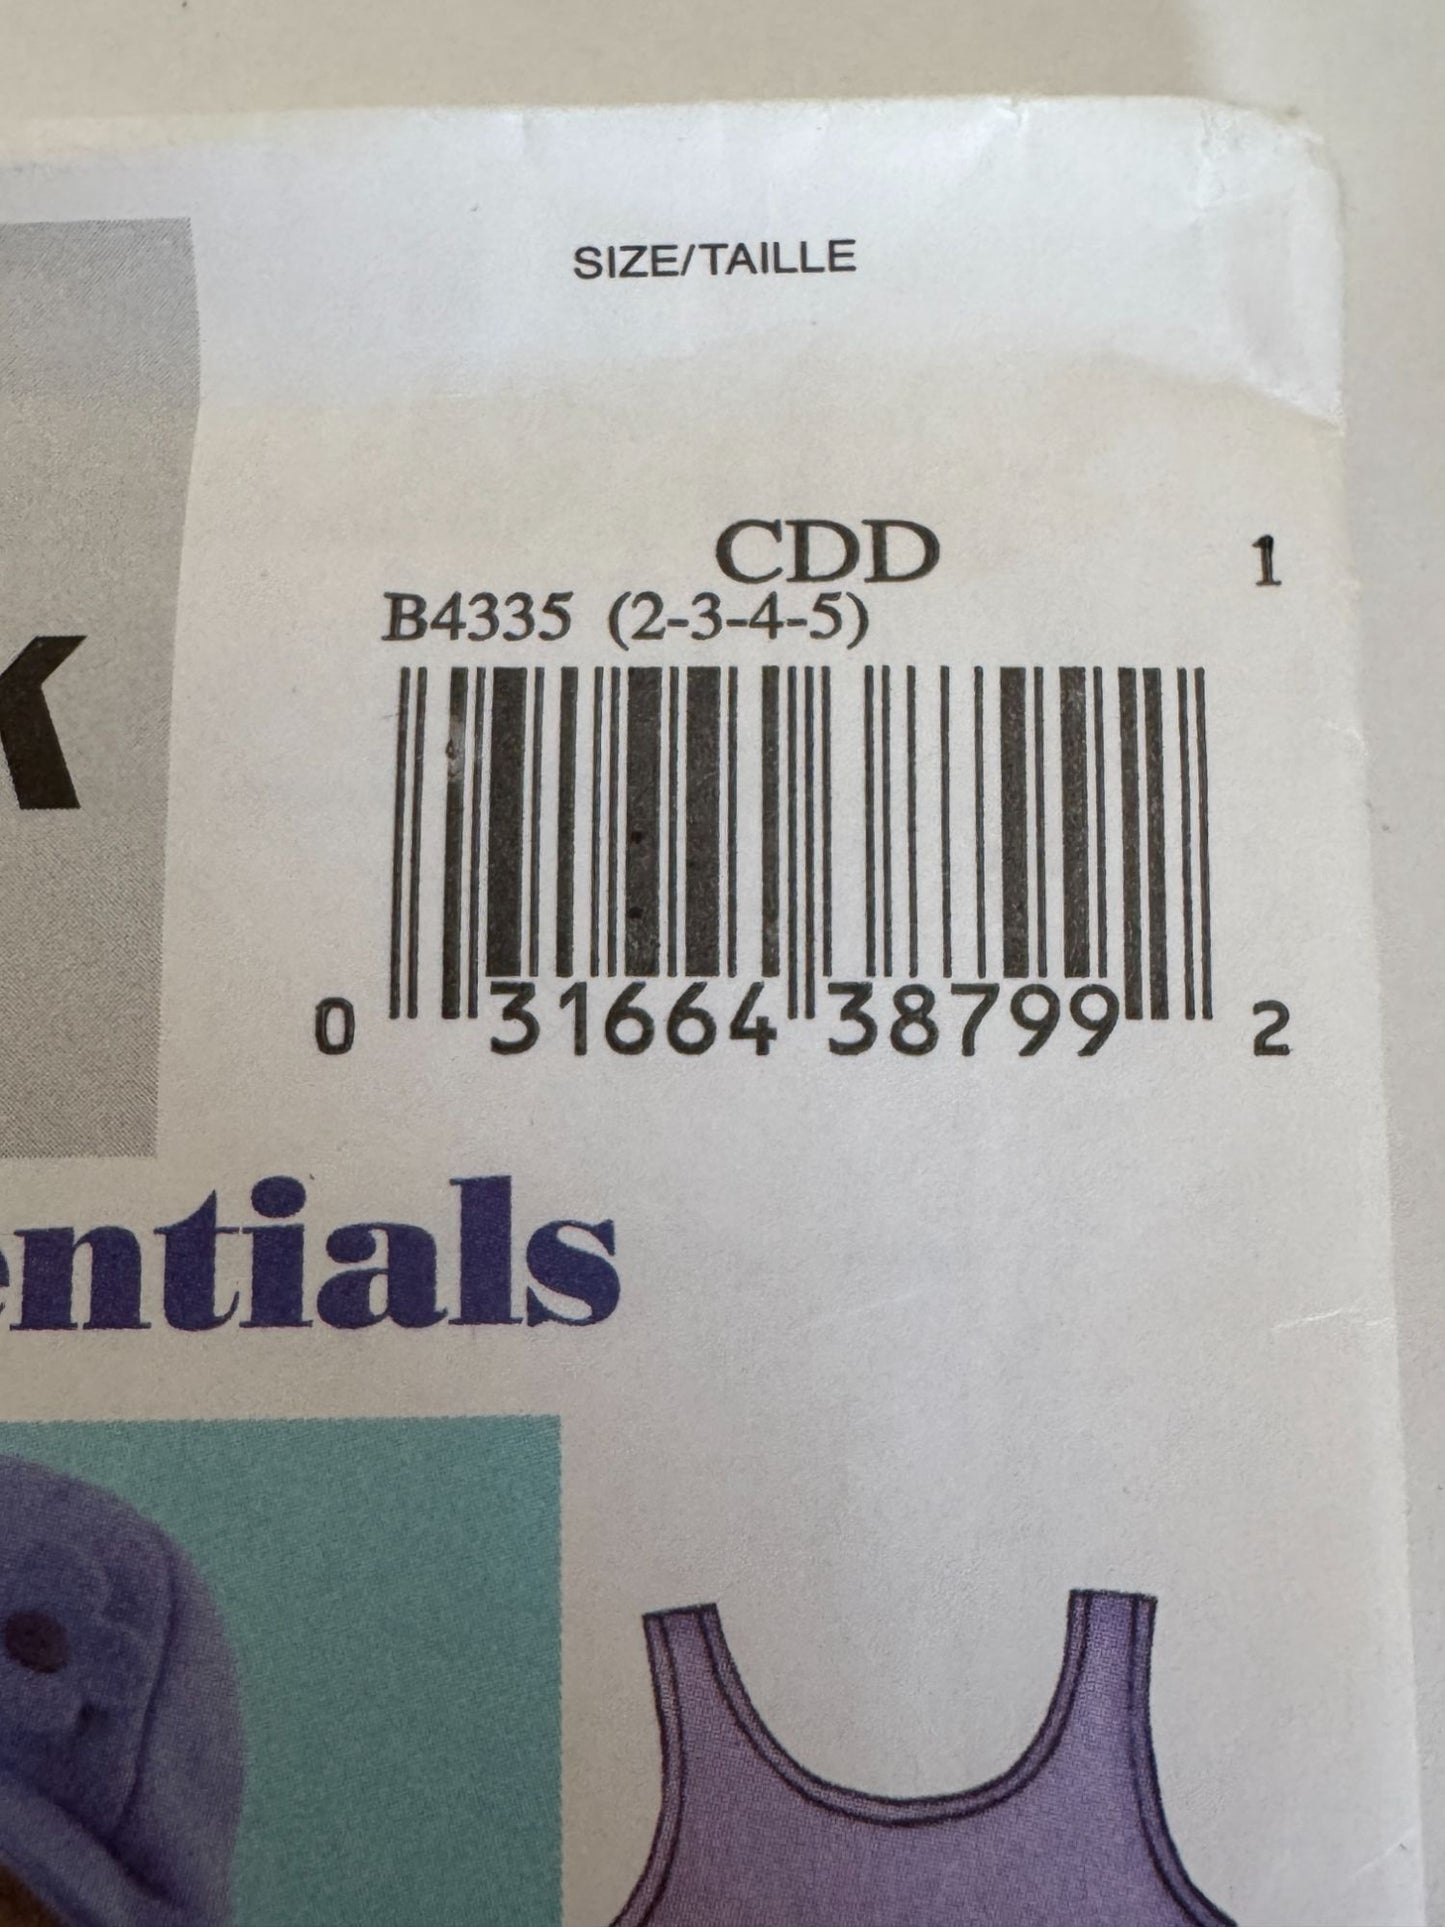 SIZE/TAILLE
CDD 1
B4335 (2-3-4-5)
0 31664 38799 2
K
entials